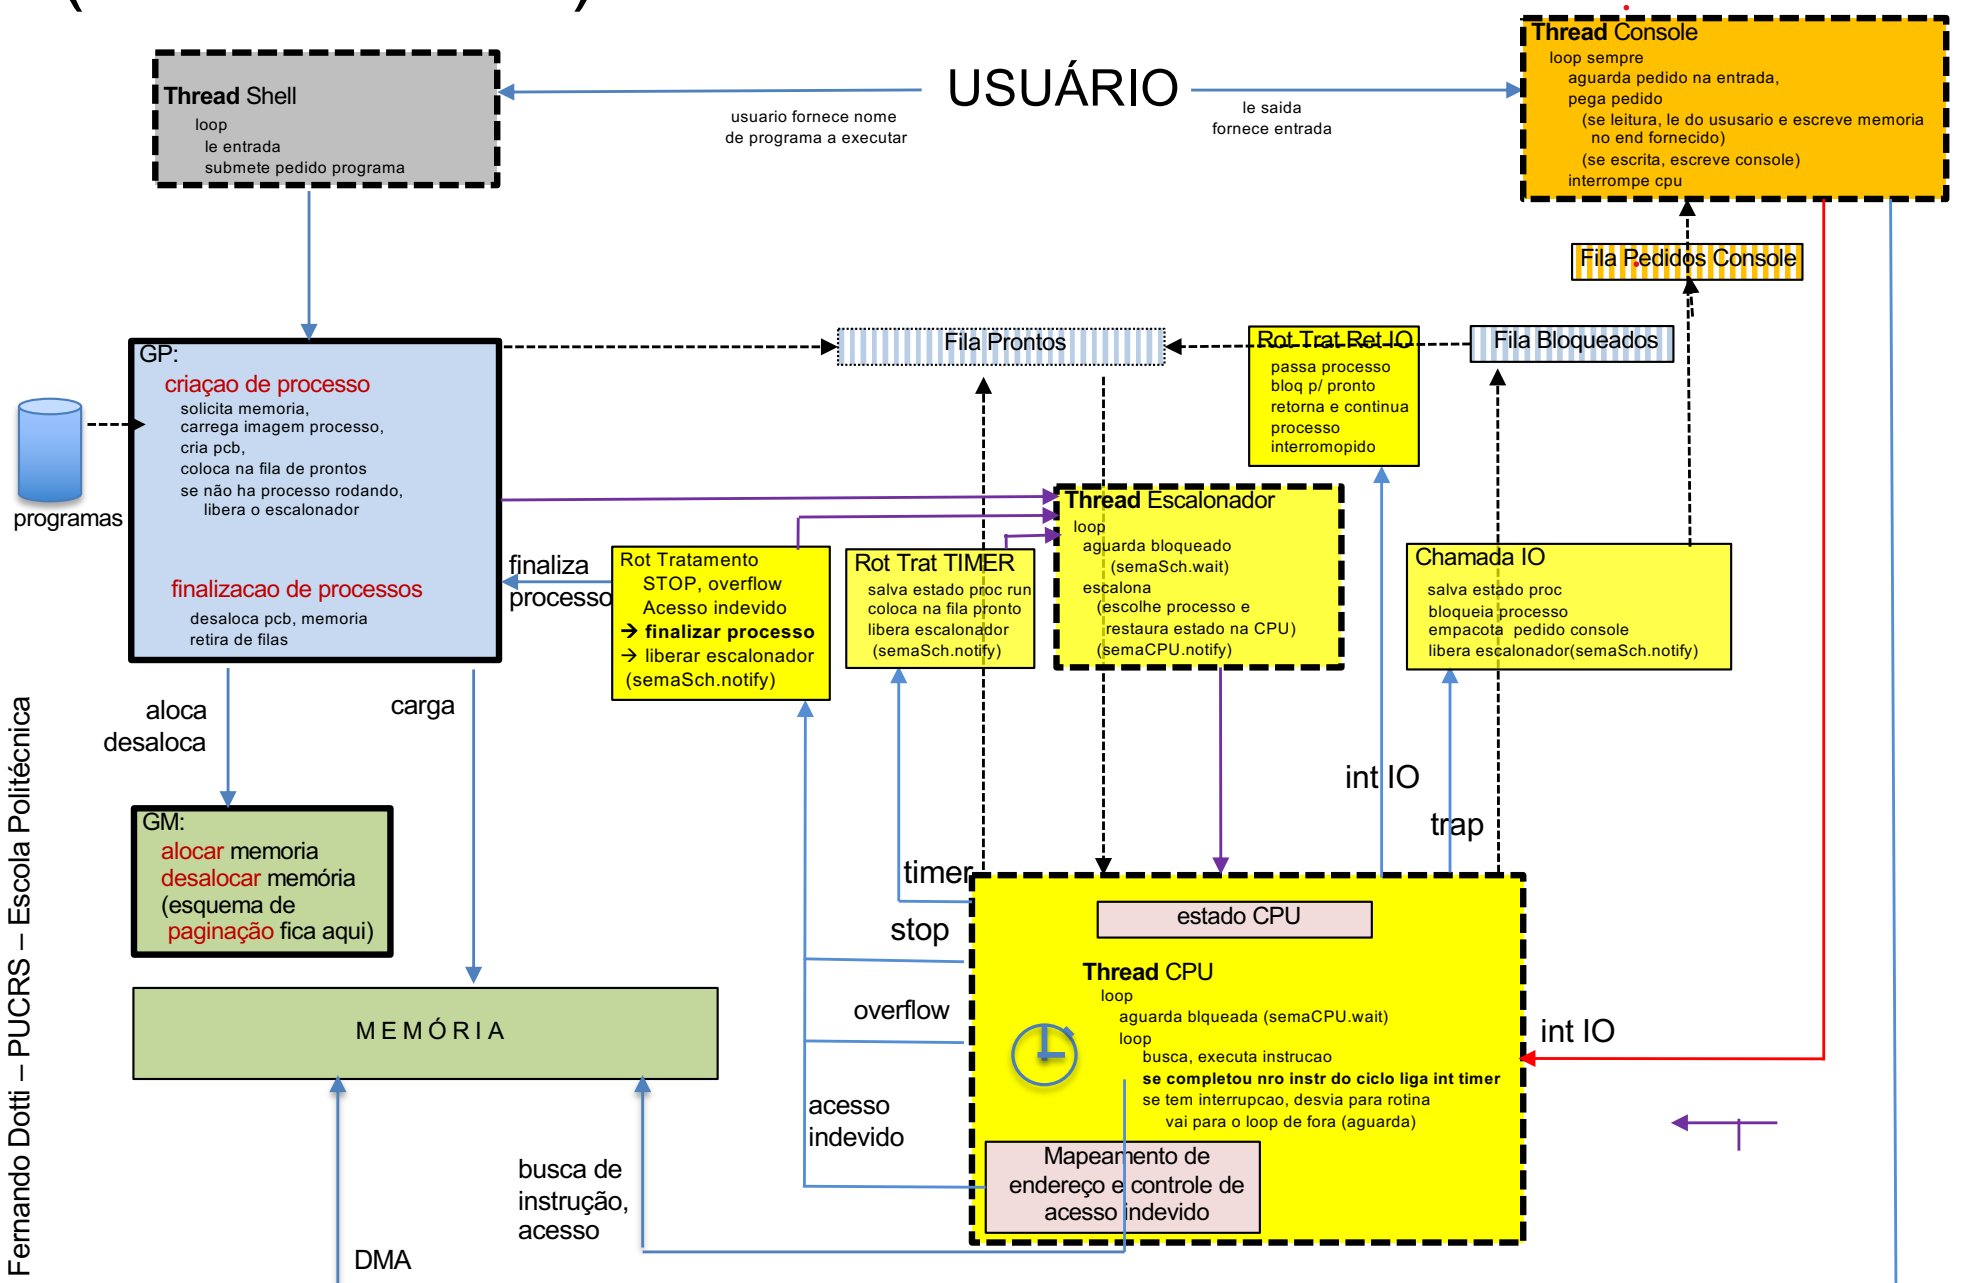 USUÁRIO
usuario fornece nome
de programa a executar
le saida
fornece entrada
Thread Shell
loop
le entrada
submete pedido programa
Thread Console
loop sempre
aguarda pedido na entrada,
pega pedido
(se leitura, le do ususario e escreve memoria
no end fornecido)
(se escrita, escreve console)
interrompe cpu
Fila Pedidos Console
Fila Prontos
Fila Bloqueados
Rot Trat Ret IO
passa processo
bloq p/ pronto
retorna e continua
processo
interromopido
GP:
criaçao de processo
solicita memoria,
carrega imagem processo,
cria pcb,
coloca na fila de prontos
se não ha processo rodando,
libera o escalonador
finalizacao de processos
desaloca pcb, memoria
retira de filas
programas
finaliza
processo
Rot Tratamento
STOP, overflow
Acesso indevido
→ finalizar processo
→ liberar escalonador
(semaSch.notify)
Rot Trat TIMER
salva estado proc run
coloca na fila pronto
libera escalonador
(semaSch.notify)
Thread Escalonador
loop
aguarda bloqueado
(semaSch.wait)
escalona
(escolhe processo e
restaura estado na CPU)
(semaCPU.notify)
Chamada IO
salva estado proc
bloqueia processo
empacota pedido console
libera escalonador(semaSch.notify)
aloca
desaloca
carga
int IO
trap
GM:
alocar memoria
desalocar memória
(esquema de
paginação fica aqui)
timer
stop
overflow
acesso
indevido
estado CPU
Thread CPU
loop
aguarda blqueada (semaCPU.wait)
loop
busca, executa instrucao
se completou nro instr do ciclo liga int timer
se tem interrupcao, desvia para rotina
vai para o loop de fora (aguarda)
Mapeamento de
endereço e controle de
acesso indevido
int IO
MEMÓRIA
busca de
instrução,
acesso
DMA
Fernando Dotti – PUCRS – Escola Politécnica